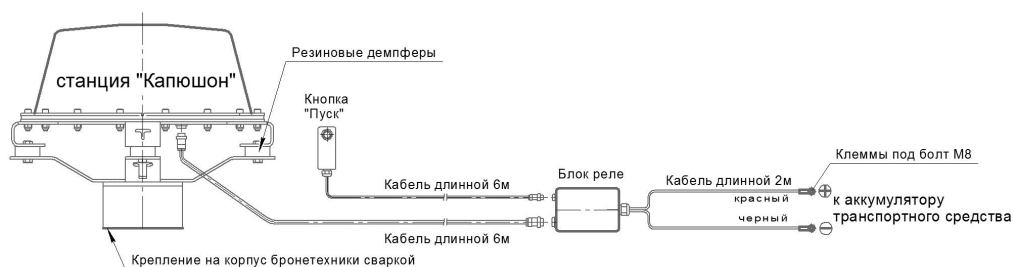 Резиновые демпферы
станция "Капюшон"
Кнопка
"Пуск"
Клеммы под болт М8
Блок реле
Кабель длинной 6м
Кабель длинной 2м
красный
к аккумулятору
транспортного средства
черный
Кабель длинной 6м
Крепление на корпус бронетехники сваркой